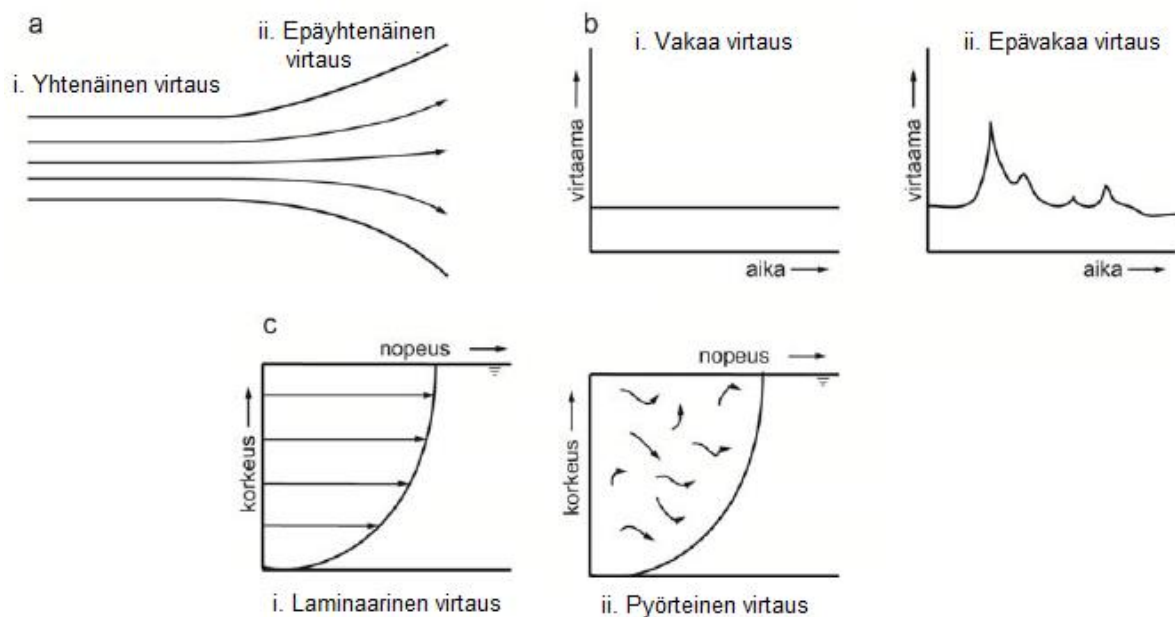 a
i. Yhtenäinen virtaus
ii. Epäyhtenäinen
virtaus
b
i. Vakaa virtaus
virtaama
aika
ii. Epävakaa virtaus
virtaama
aika
c
nopeus
korkeus
i. Laminaarinen virtaus
nopeus
korkeus
ii. Pyörteinen virtaus